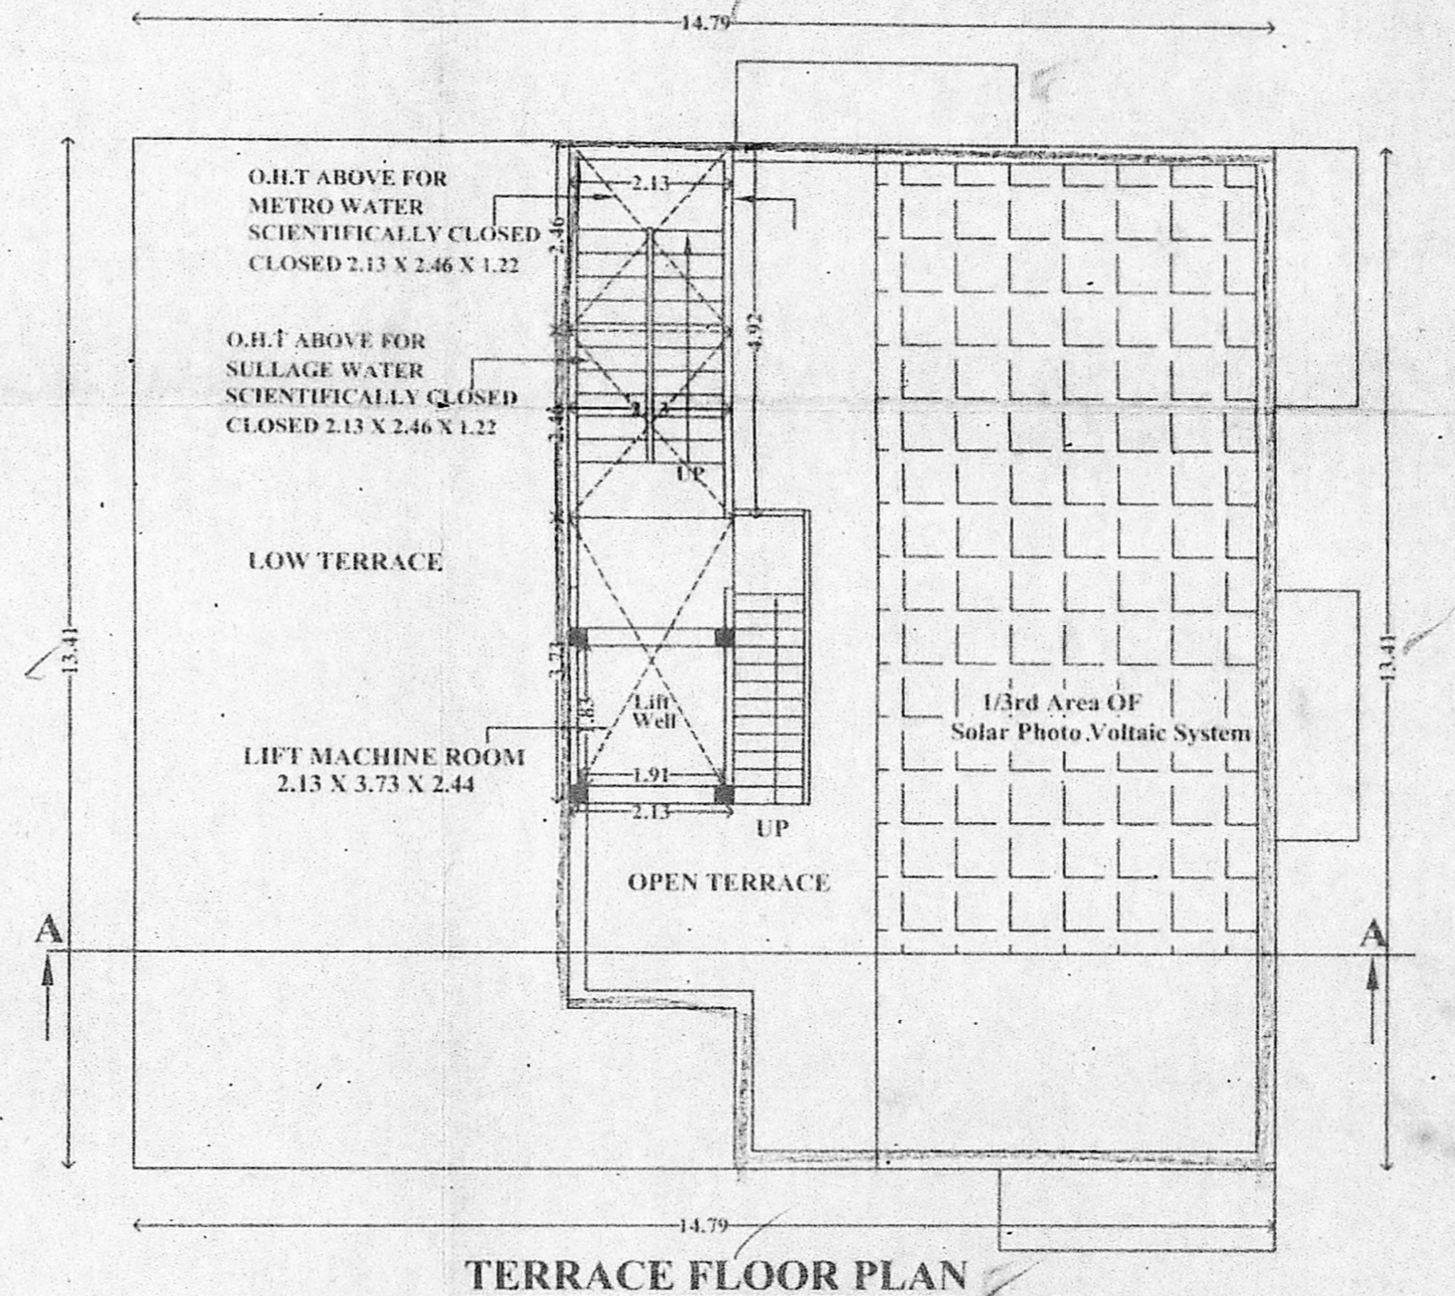 14.79
O.H.T ABOVE FOR
METRO WATER
SCIENTIFICALLY CLOSED
CLOSED 2.13 X 2.46 X 1.22
2.13
2.46
O.H.T ABOVE FOR
SULLAGE WATER
SCIENTIFICALLY CLOSED
CLOSED 2.13 X 2.46 X 1.22
4.92
2.46
UP
LOW TERRACE
13.41
3.73
13.41
Lift
Well
1/3rd Area OF
Solar Photo Voltaic System
LIFT MACHINE ROOM
2.13 X 3.73 X 2.44
1.91
2.13
UP
OPEN TERRACE
A
A
14.79
TERRACE FLOOR PLAN